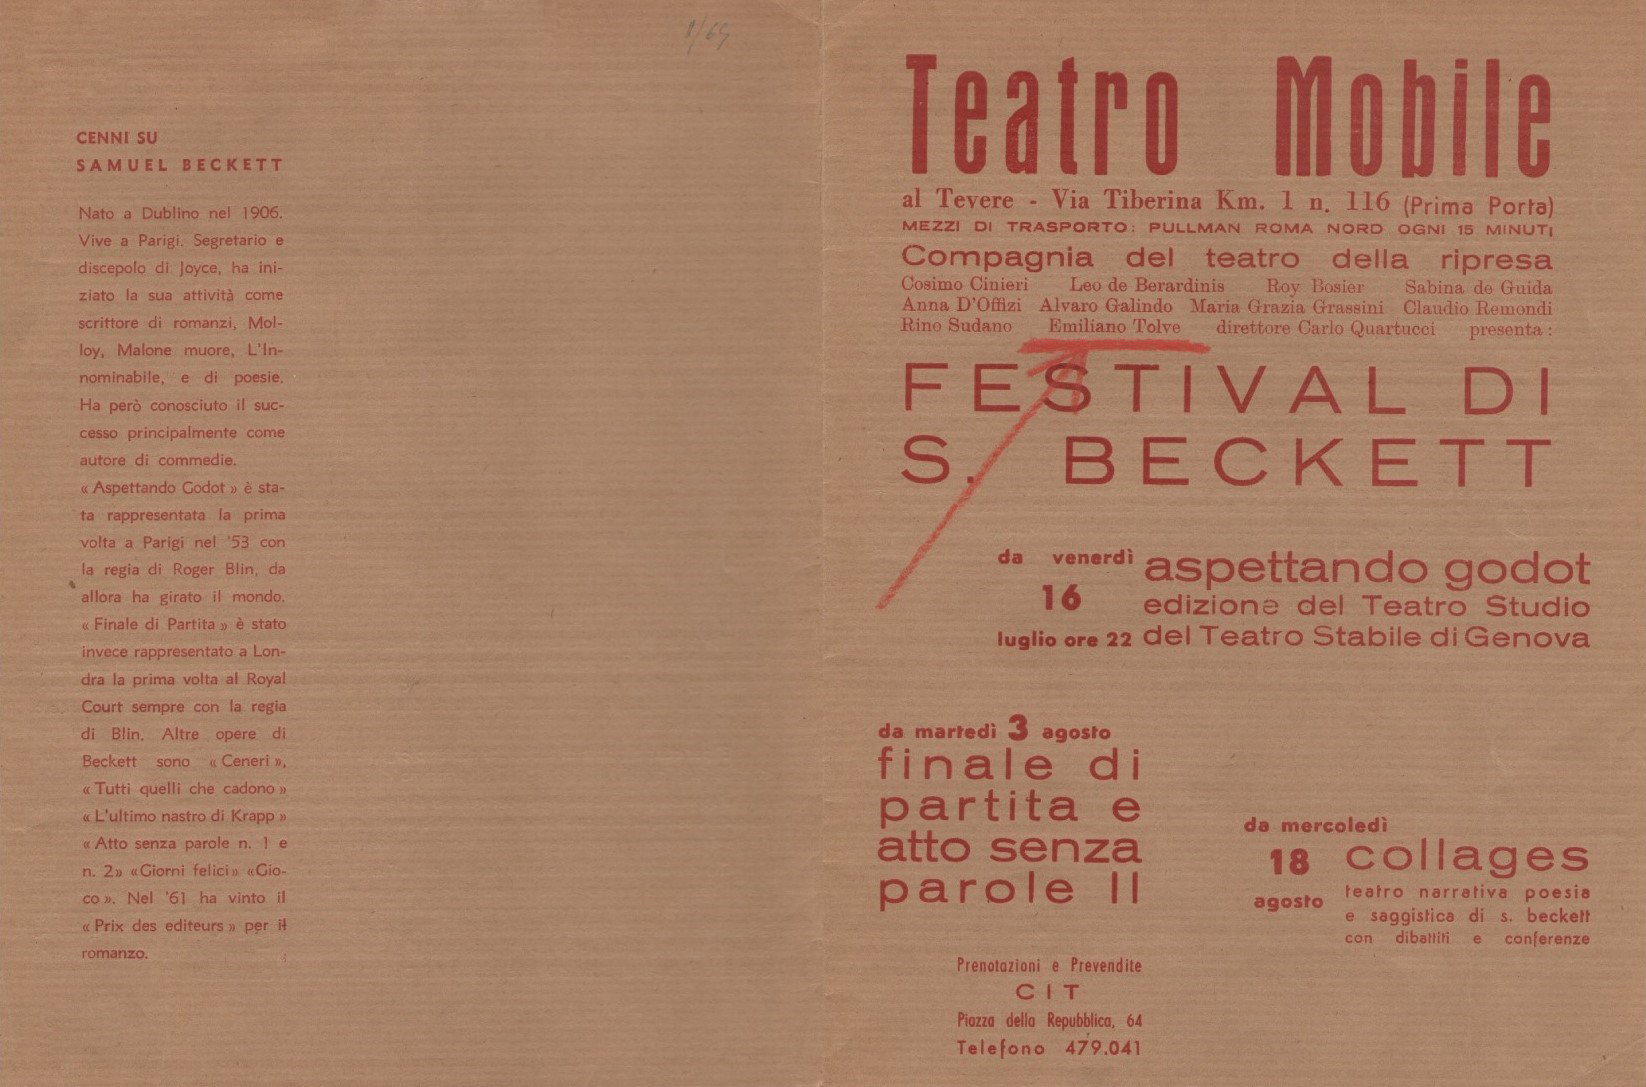 1/65
CENNI SU
SAMUEL BECKETT
Nato a Dublino nel 1906.
Vive a Parigi. Segretario e
discepolo di Joyce, ha ini-
ziato la sua attività come
scrittore di romanzi, Mol-
loy, Malone muore, L'In-
nominabile, e di poesie.
Ha però conosciuto il suc-
cesso principalmente come
autore di commedie.
« Aspettando Godot » è sta-
ta rappresentata la prima
volta a Parigi nel '53 con
la regia di Roger Blin, da
allora ha girato il mondo.
« Finale di Partita » è stato
invece rappresentato a Lon-
dra la prima volta al Royal
Court sempre con la regia
di Blin. Altre opere di
Beckett sono « Ceneri »,
« Tutti quelli che cadono »
« L'ultimo nastro di Krapp »
« Atto senza parole n. 1 e
n. 2» «Giorni felici» «Gio-
co ». Nel '61 ha vinto il
« Prix des editeurs » per il
romanzo.
Teatro Mobile
al Tevere - Via Tiberina Km. 1 n. 116 (Prima Porta)
MEZZI DI TRASPORTO: PULLMAN ROMA NORD OGNI 15 MINUTI
Compagnia del teatro della ripresa
Cosimo Cinieri Leo de Berardinis Roy Bosier Sabina de Guida
Anna D'Offizi Alvaro Galindo Maria Grazia Grassini Claudio Remondi
Rino Sudano Emiliano Tolve direttore Carlo Quartucci presenta :
FESTIVAL DI
S. BECKETT
da venerdì
16
luglio ore 22
aspettando godot
edizione del Teatro Studio
del Teatro Stabile di Genova
da martedì 3 agosto
finale di
partita e
atto senza
parole II
da mercoledì
18
agosto
collages
teatro narrativa poesia
e saggistica di s. beckett
con dibattiti e conferenze
Prenotazioni e Prevendite
CIT
Piazza della Repubblica, 64
Telefono 479.041